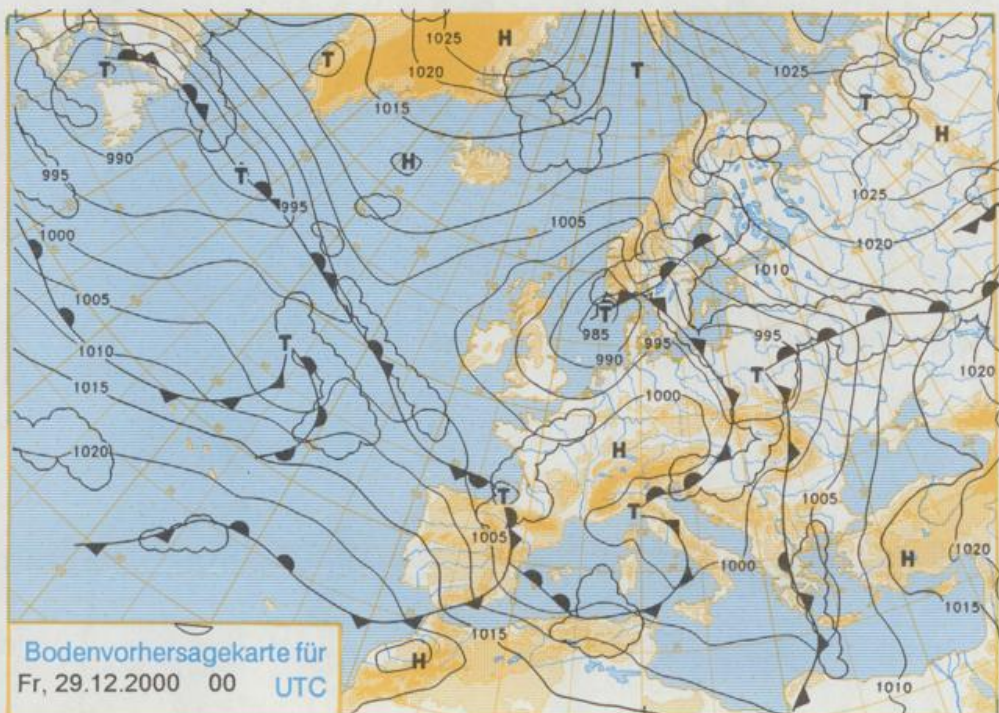 1025 H
T 1020 1025
T T
1015 T
H
990 H
995 T 1025
995
1000 1005 1020
1010
1005 T
985 995 995
T 990
1010 T 1020
1015 1000
1020 H
T
T 1005
1005
1000 H 1020
1015 1015
H
1010
Bodenvorhersagekarte für
Fr, 29.12.2000 00 UTC